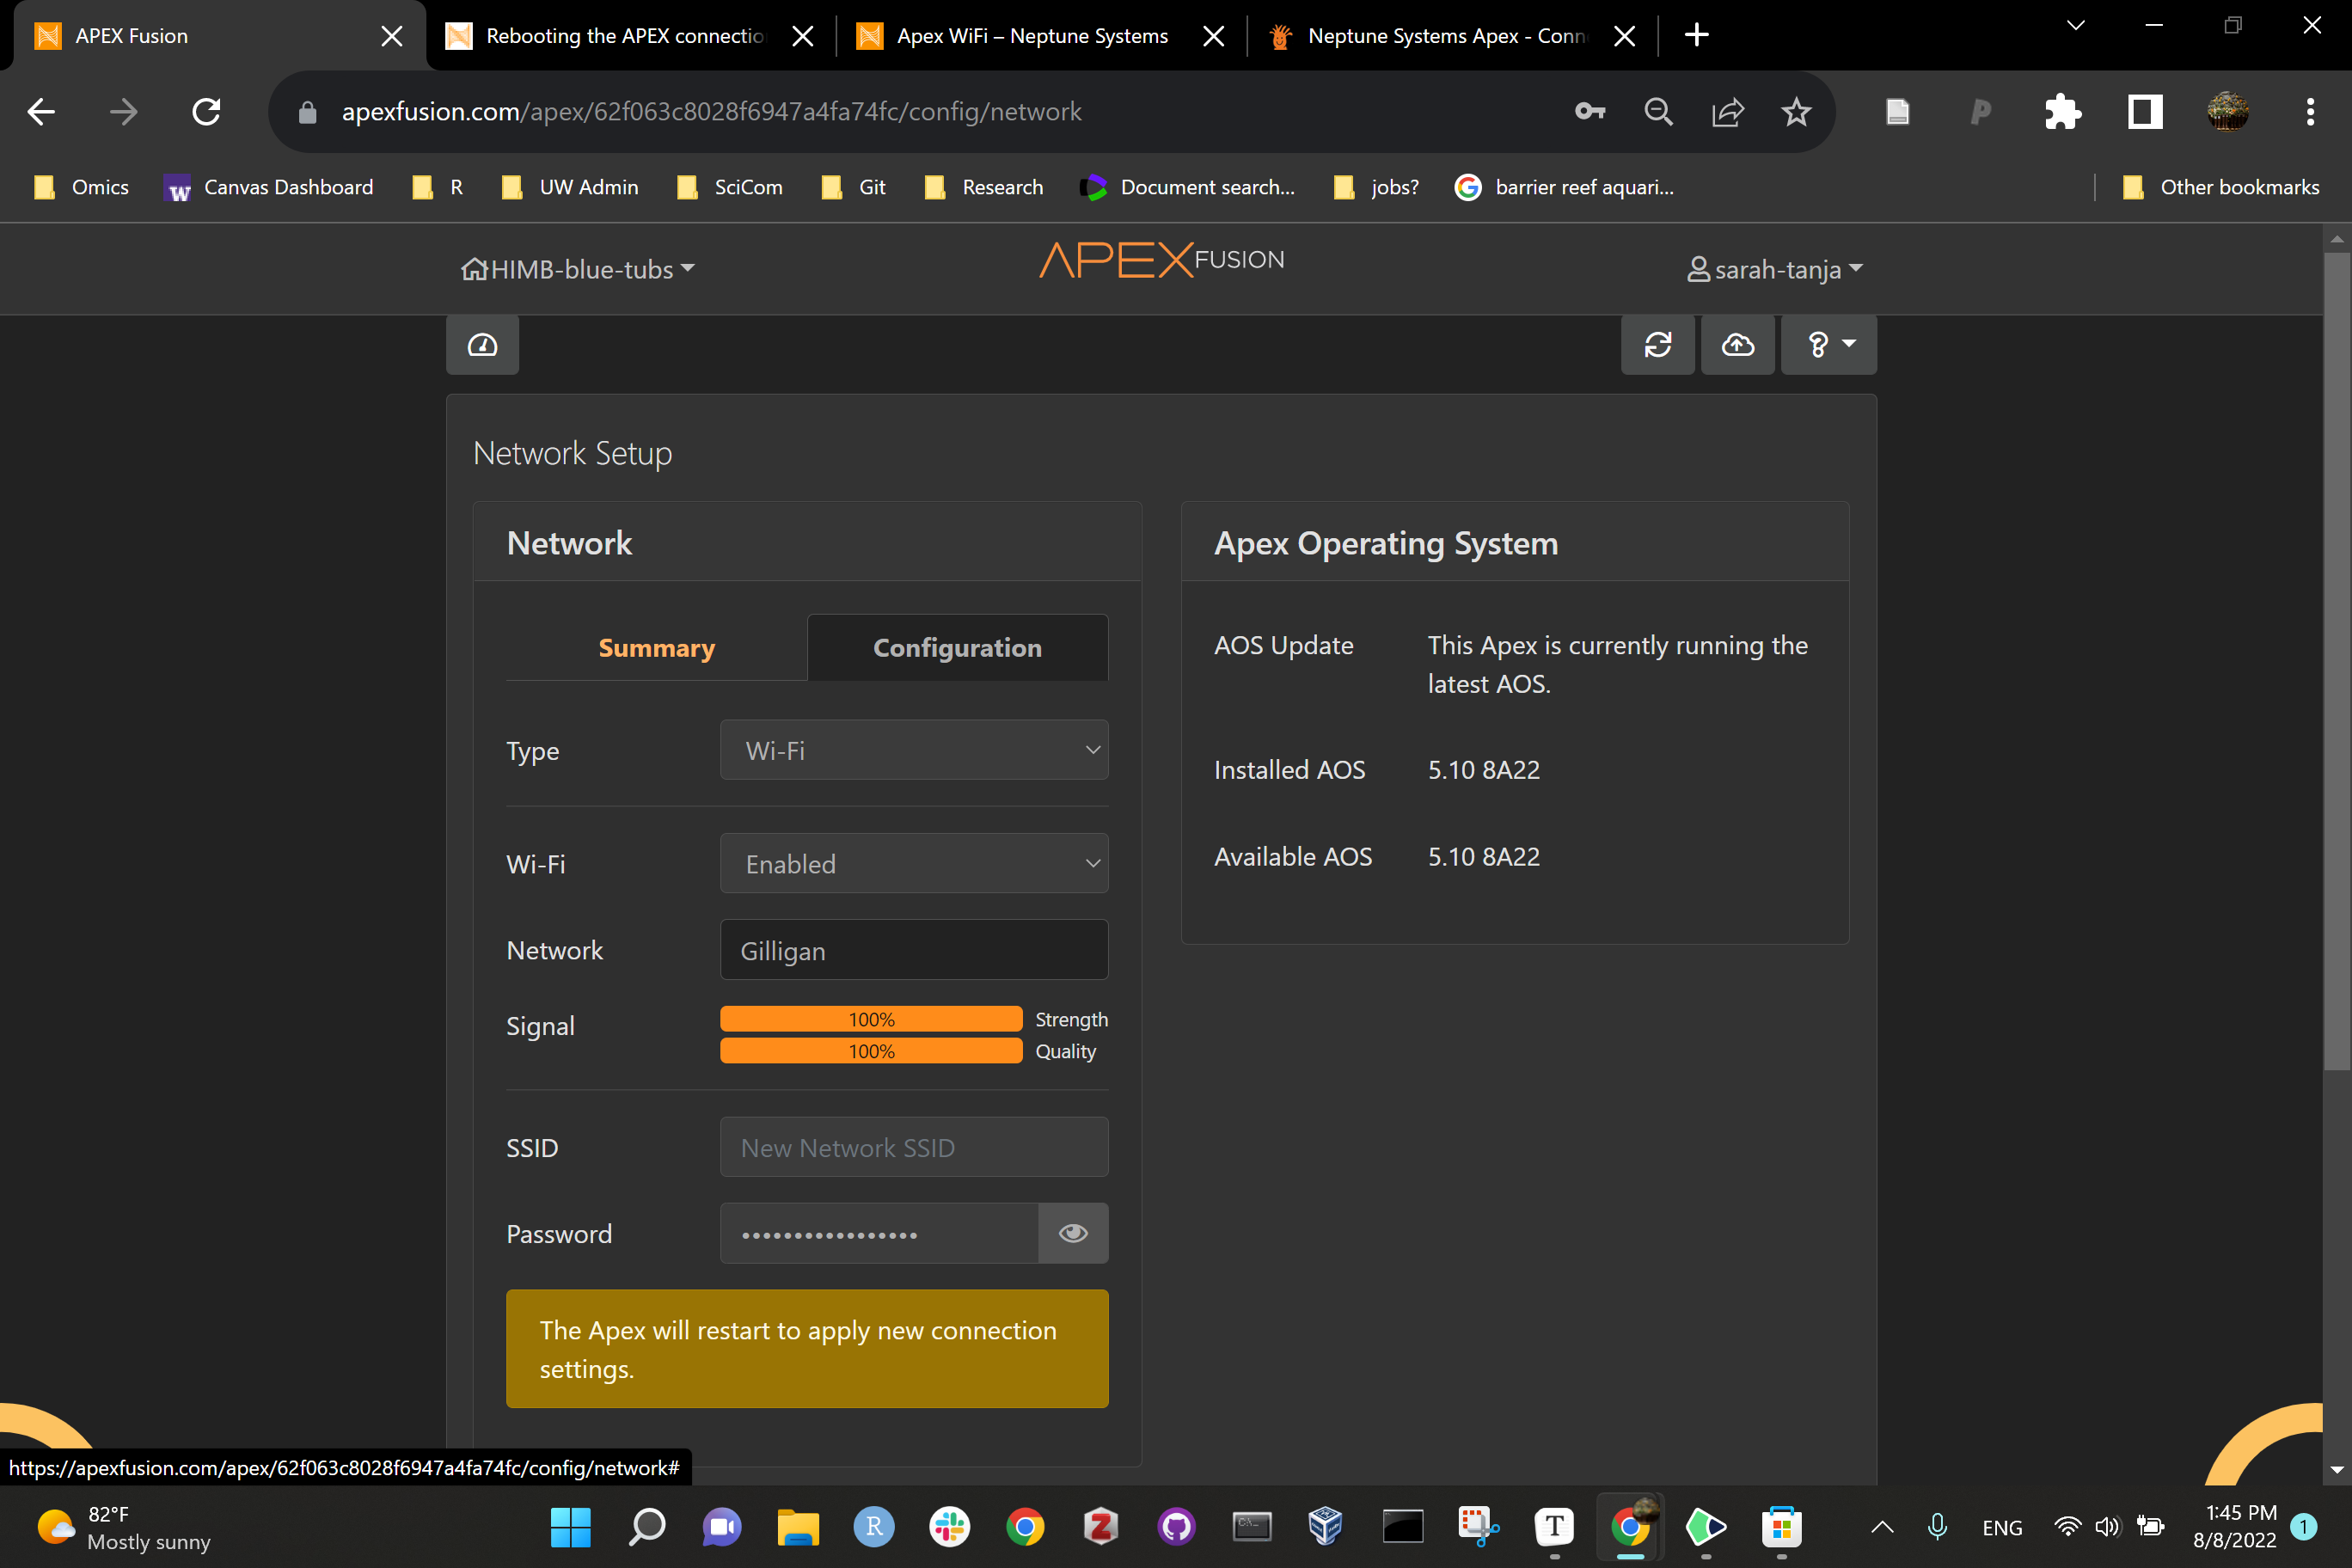 APEX Fusion
Rebooting the APEX connectio
Apex WiFi – Neptune Systems
Neptune Systems Apex - Conn
apexfusion.com/apex/62f063c8028f6947a4fa74fc/config/network
Omics
Canvas Dashboard
R
UW Admin
SciCom
Git
Research
Document search...
jobs?
barrier reef aquari...
Other bookmarks
HIMB-blue-tubs
APEX FUSION
sarah-tanja
Network Setup
Network
Summary
Configuration
Type
Wi-Fi
Wi-Fi
Enabled
Network
Gilligan
Signal
100%
Strength
100%
Quality
SSID
New Network SSID
Password
•••••••••••••••••
The Apex will restart to apply new connection
settings.
Apex Operating System
AOS Update
This Apex is currently running the
latest AOS.
Installed AOS
5.10 8A22
Available AOS
5.10 8A22
https://apexfusion.com/apex/62f063c8028f6947a4fa74fc/config/network#
82°F
Mostly sunny
ENG
1:45 PM
8/8/2022
1